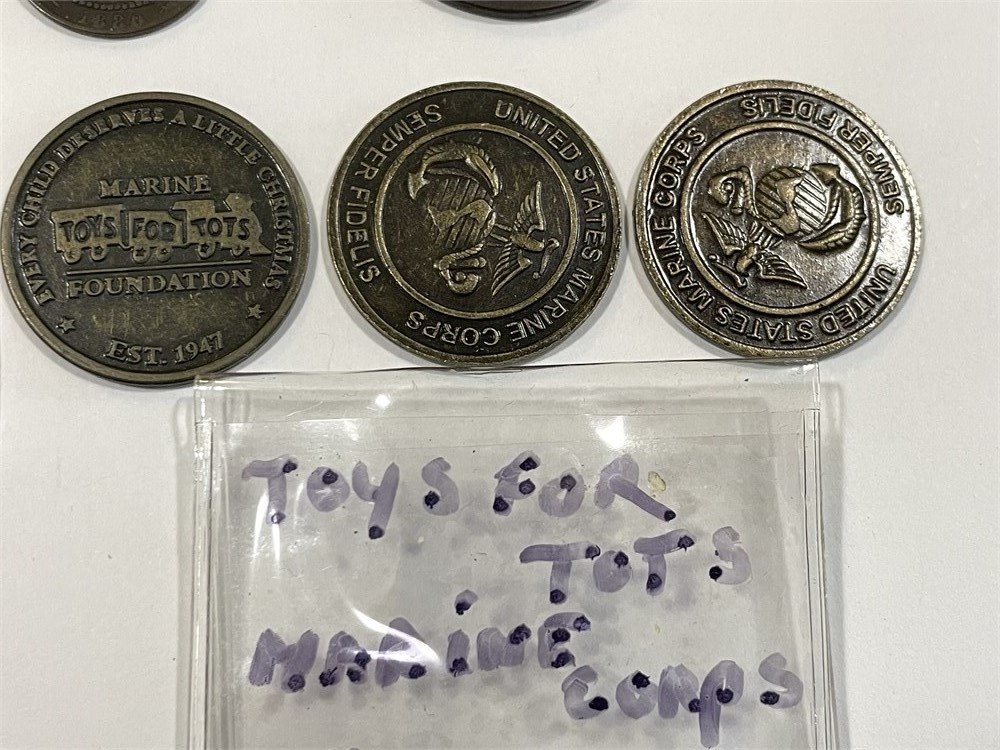 1880
EVERY CHILD DESERVES A LITTLE CHRISTMAS
MARINE
TOYS FOR TOTS
FOUNDATION
EST. 1947
UNITED STATES MARINE CORPS
SEMPER FIDELIS
UNITED STATES MARINE CORPS
SEMPER FIDELIS
TOYS FOR
TOTS
MARiNE
CORPS